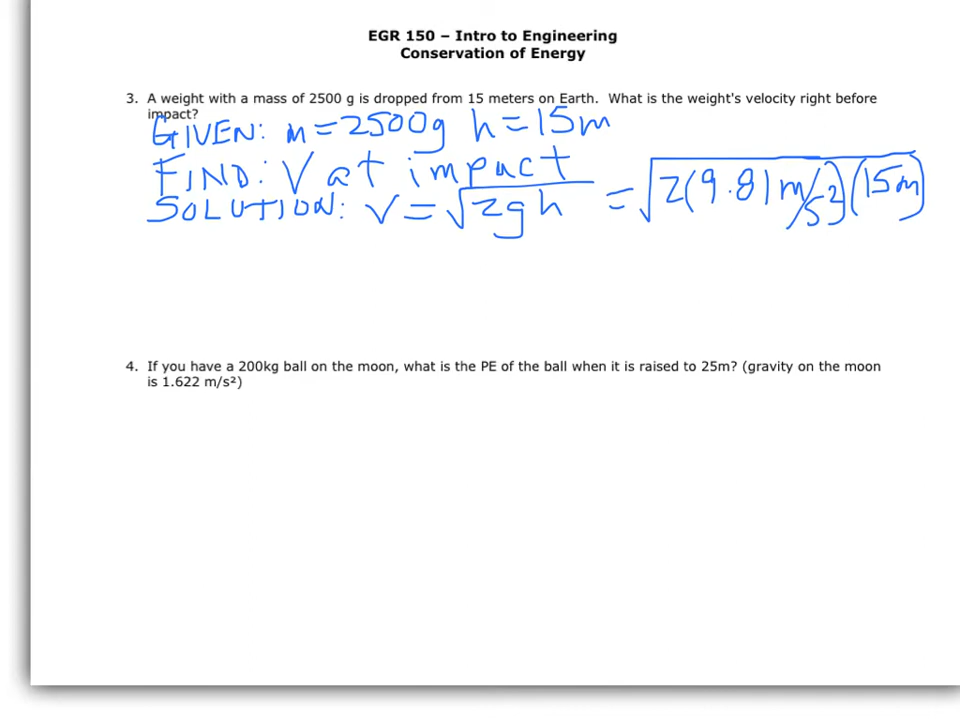 EGR 150 – Intro to Engineering
Conservation of Energy
3. A weight with a mass of 2500 g is dropped from 15 meters on Earth. What is the weight's velocity right before
impact?
GIVEN: m=2500g h=15m
FIND: V at impact
SOLUTION: V=√2gh =√2(9.81m/s²)(15m)
4. If you have a 200kg ball on the moon, what is the PE of the ball when it is raised to 25m? (gravity on the moon
is 1.622 m/s²)